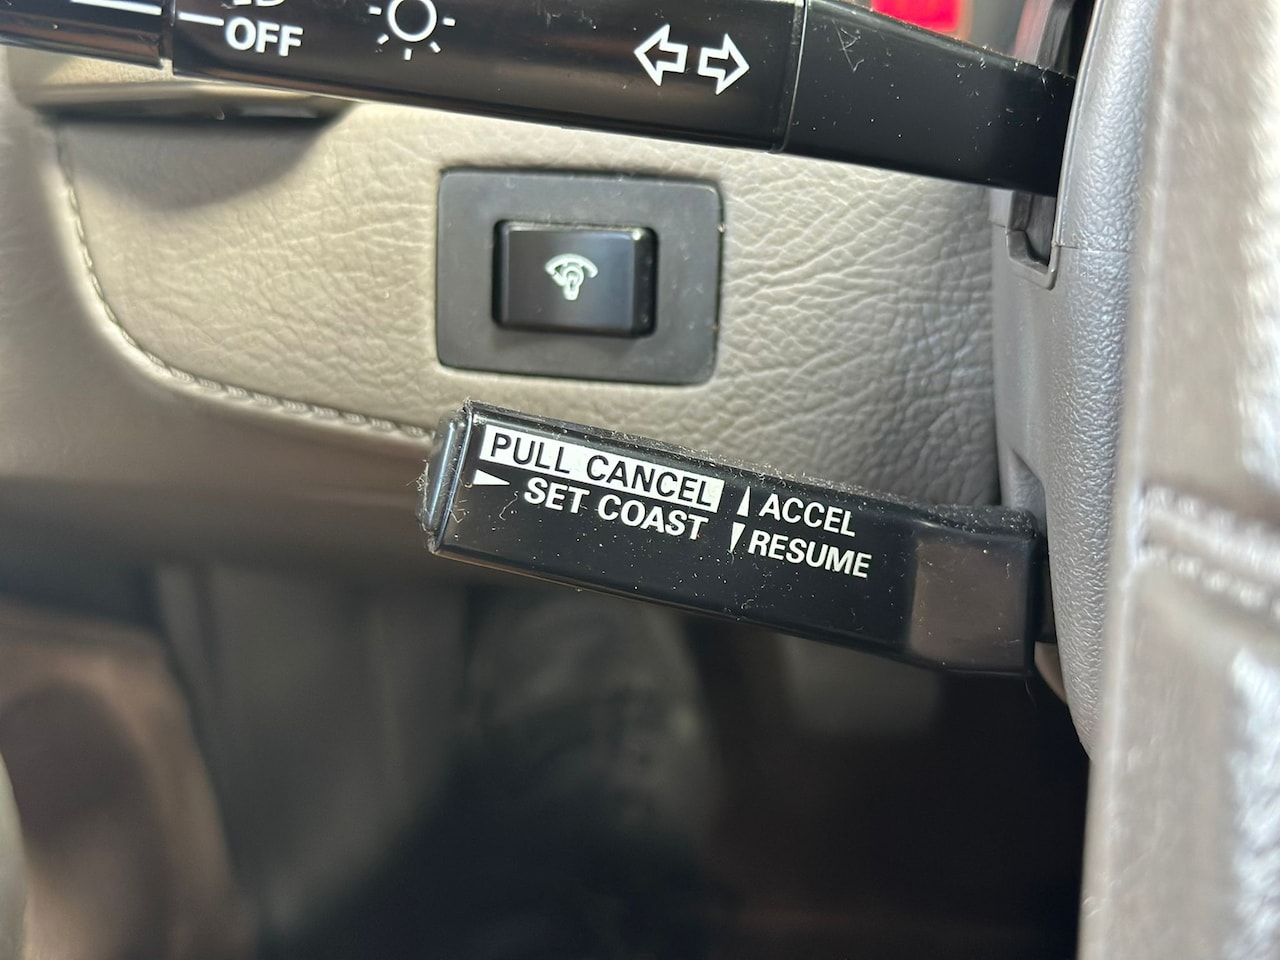 OFF
PULL CANCEL
SET COAST
ACCEL
RESUME